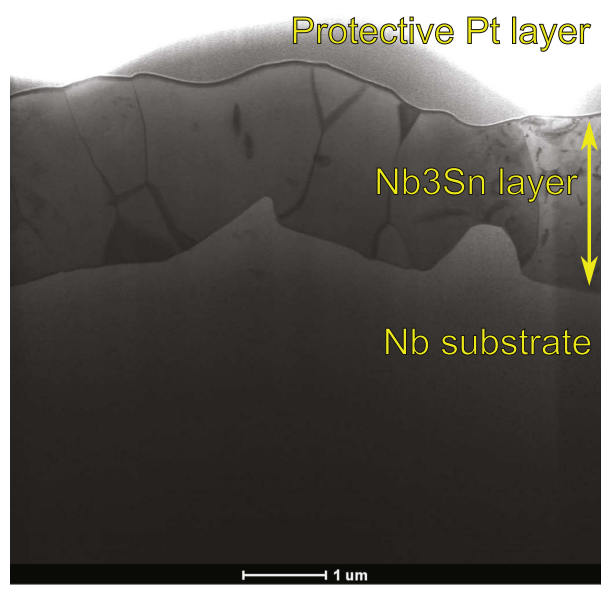 Protective Pt layer
Nb3Sn layer
Nb substrate
1 um